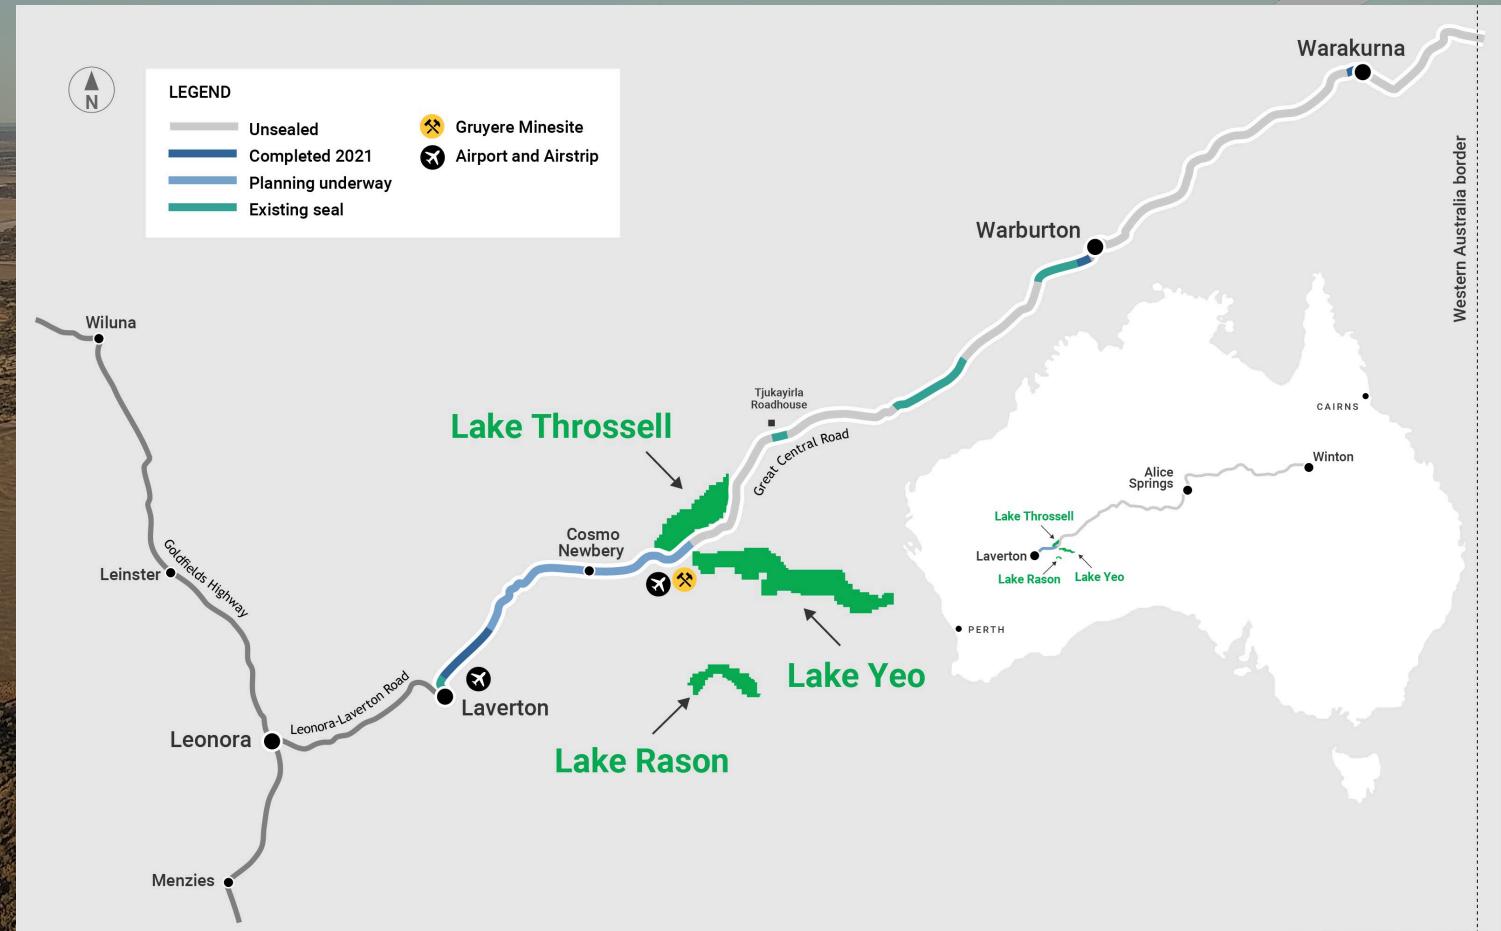 N
LEGEND
Unsealed
Completed 2021
Planning underway
Existing seal
Gruyere Minesite
Airport and Airstrip
Warakurna
Western Australia border
Warburton
Wiluna
Tjukayirla
Roadhouse
Great Central Road
Lake Throssell
Cosmo
Newbery
Leinster
Goldfields Highway
Lake Yeo
Leonora-Laverton Road
Laverton
Leonora
Lake Rason
Menzies
CAIRNS
Winton
Alice
Springs
Lake Throssell
Laverton
Lake Rason
Lake Yeo
PERTH